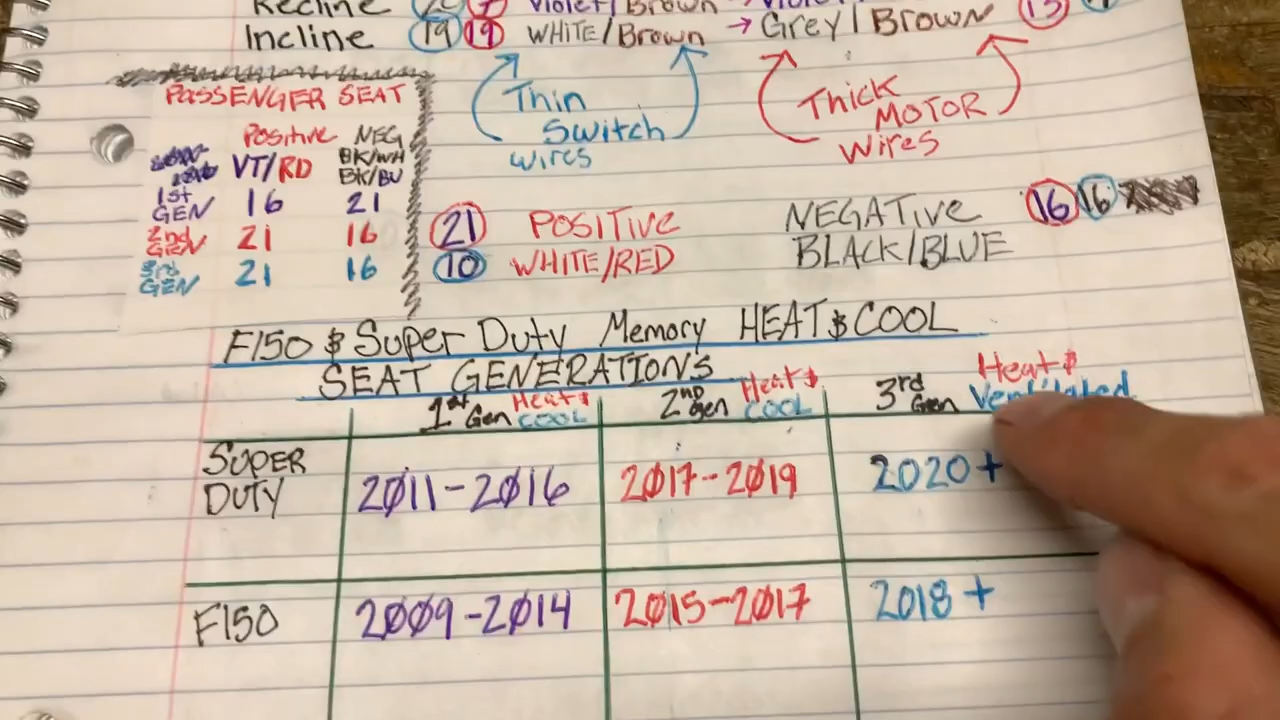 Recline Violet/Brown →
Incline 19 19 WHITE/Brown → Grey/Brown 13
Thin
Switch
wires
Thick
MOTOR
Wires
PASSENGER SEAT
Positive NEG
VT/RD BK/WH
BK/BU
1st GEN 16 21
2nd GEN 21 16
3rd GEN 21 16
21 POSITIVE NEGATIVE 16 16
10 WHITE/RED BLACK/BLUE
F150 & Super Duty Memory HEAT & COOL
SEAT GENERATIONS
1st Gen Heat & COOL 2nd gen Heat & COOL 3rd Gen Heat & Ventilated
SUPER DUTY 2011-2016 2017-2019 2020+
F150 2009-2014 2015-2017 2018+